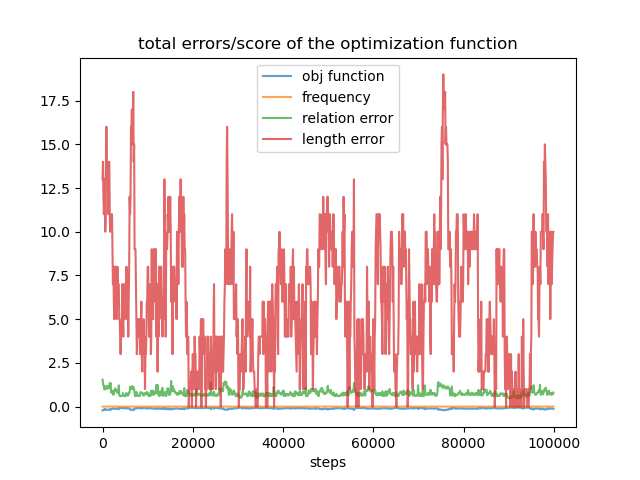 total errors/score of the optimization function
obj function
frequency
relation error
length error
17.5
15.0
12.5
10.0
7.5
5.0
2.5
0.0
0
20000
40000
60000
80000
100000
steps